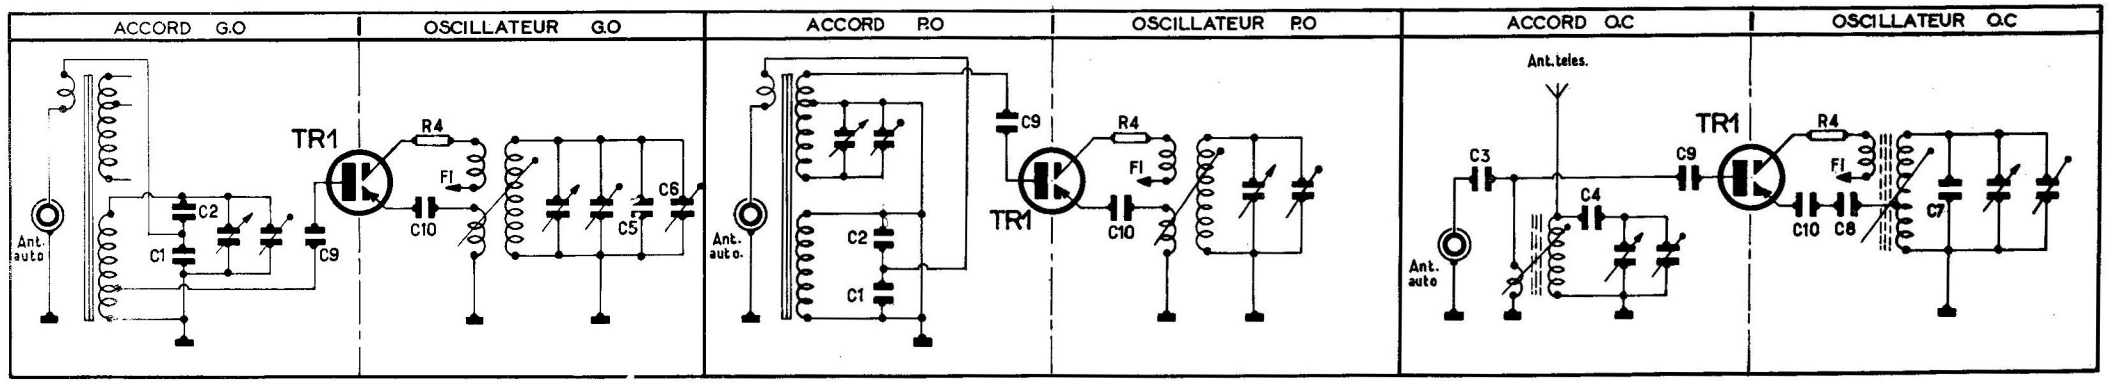 ACCORD G.O
OSCILLATEUR G.O
ACCORD P.O
OSCILLATEUR P.O
ACCORD O.C
OSCILLATEUR O.C
Ant.
auto
C2
C1
C9
TR1
R4
FI
C10
C5
C6
Ant.
auto.
C2
C1
C9
TR1
R4
FI
C10
Ant. teles.
Ant.
auto
C3
C4
C9
TR1
R4
FI
C10
C8
C7